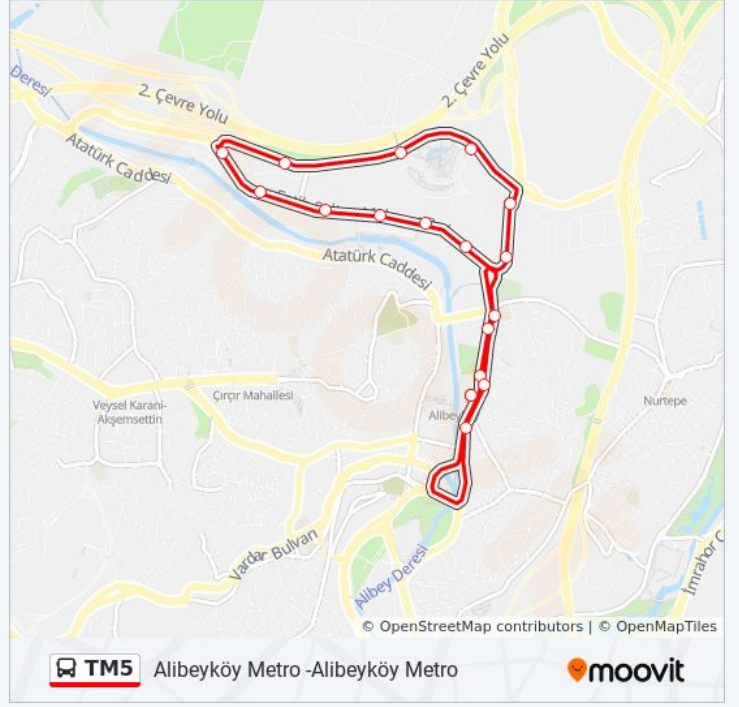 2. Çevre Yolu
2. Çevre Yolu
Deresi
Atatürk Caddesi
Atatürk Caddesi
Çırçır Mahallesi
Veysel Karani-
Akşemsettin
Nurtepe
Alibey
Vardar Bulvarı
Alibey Deresi
İmrahor C
© OpenStreetMap contributors | © OpenMapTiles
TM5 Alibeyköy Metro -Alibeyköy Metro
moovit